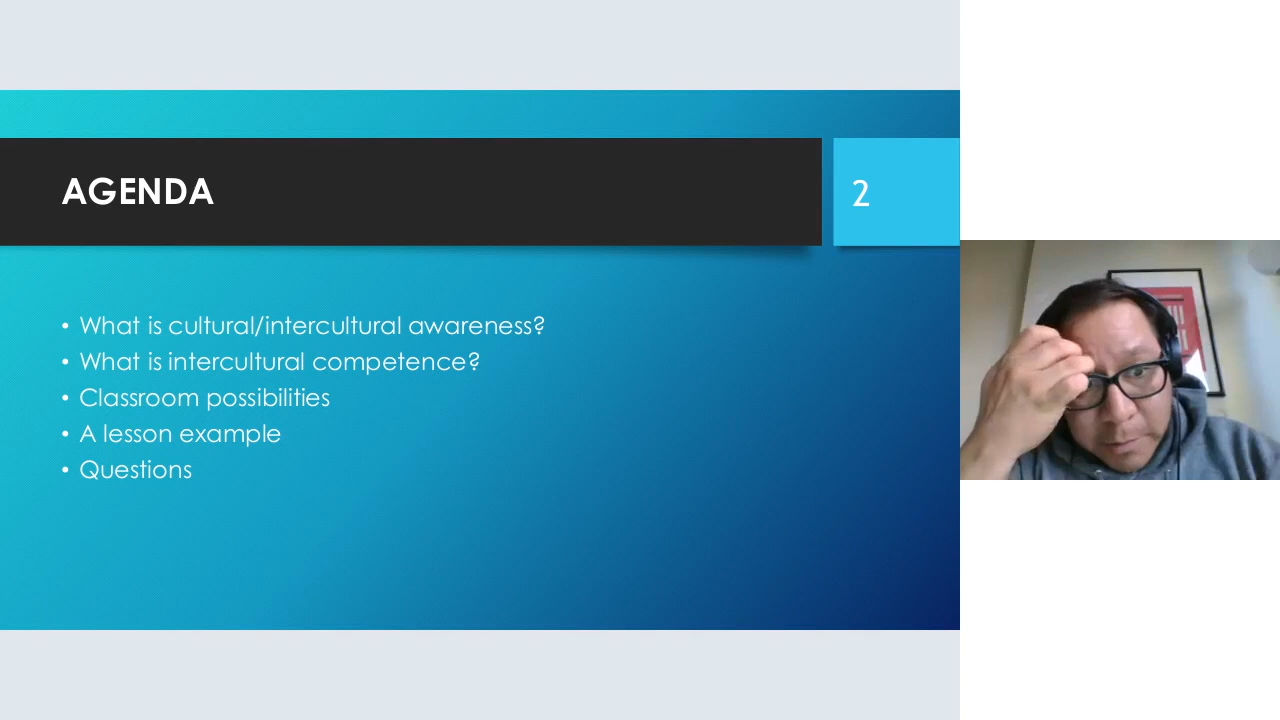 AGENDA
2
• What is cultural/intercultural awareness?
• What is intercultural competence?
• Classroom possibilities
• A lesson example
• Questions